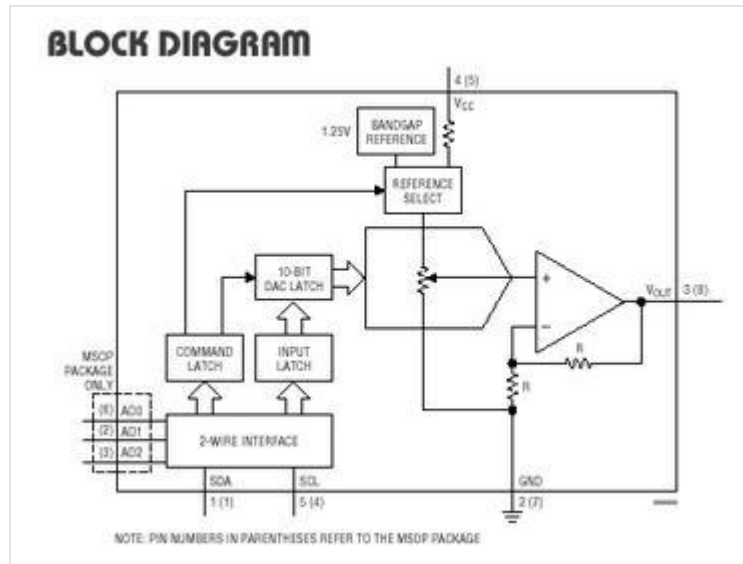 BLOCK DIAGRAM
4 (5)
VCC
1.25V
BANDGAP
REFERENCE
REFERENCE
SELECT
10-BIT
DAC LATCH
+
−
VOUT
3 (8)
R
R
MSOP
PACKAGE
ONLY
COMMAND
LATCH
INPUT
LATCH
(6) AD0
(2) AD1
(3) AD2
2-WIRE INTERFACE
SDA
SCL
GND
1 (1)
5 (4)
2 (7)
NOTE: PIN NUMBERS IN PARENTHESES REFER TO THE MSOP PACKAGE